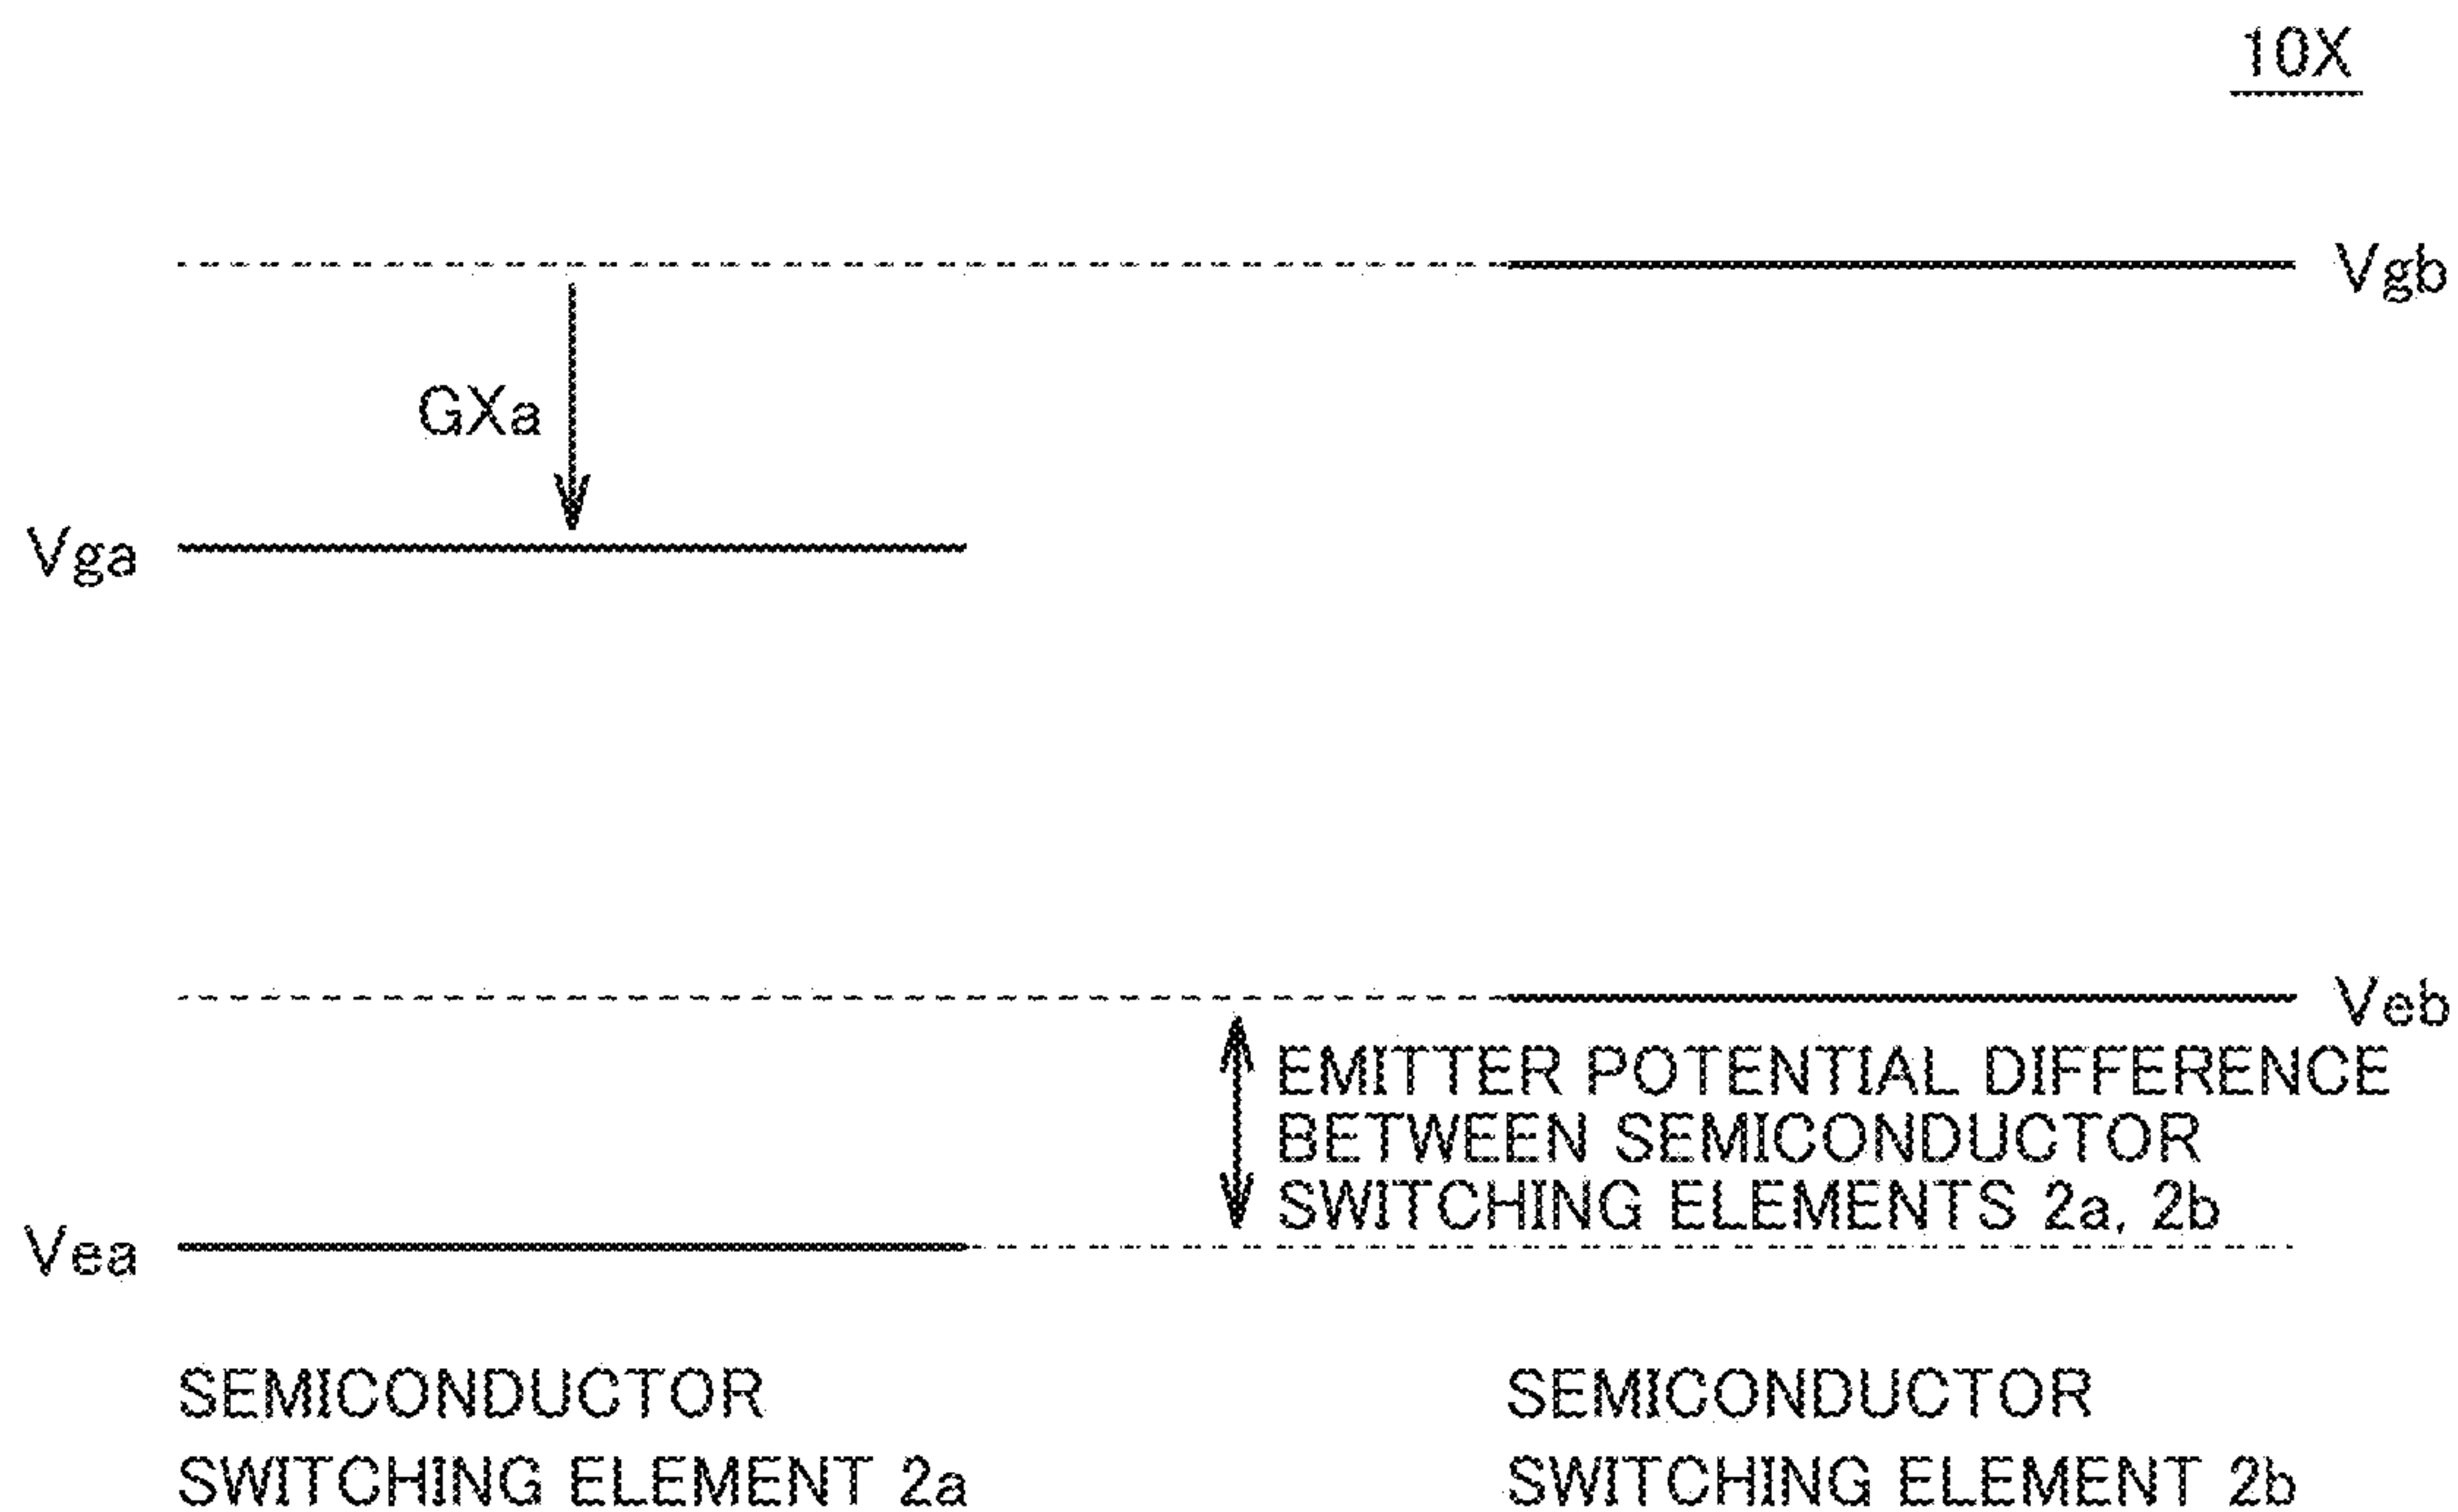 10X
Vgb
GXa
Vga
Veb
EMITTER POTENTIAL DIFFERENCE
BETWEEN SEMICONDUCTOR
SWITCHING ELEMENTS 2a, 2b
Vea
SEMICONDUCTOR
SWITCHING ELEMENT 2a
SEMICONDUCTOR
SWITCHING ELEMENT 2b